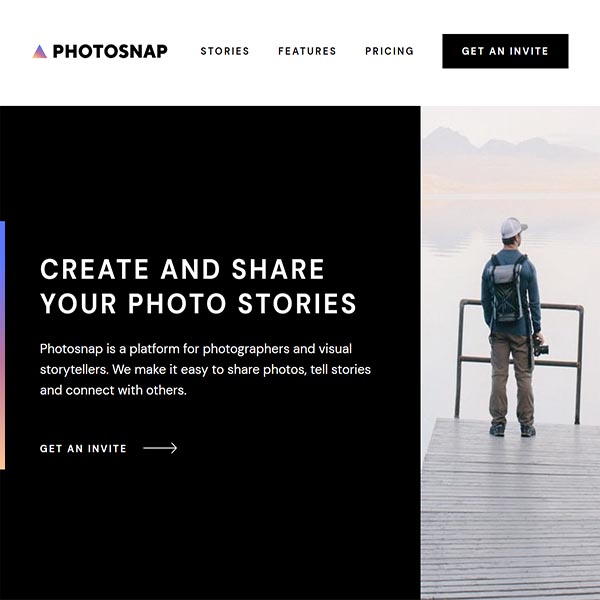 PHOTOSNAP
STORIES
FEATURES
PRICING
GET AN INVITE
CREATE AND SHARE
YOUR PHOTO STORIES
Photosnap is a platform for photographers and visual
storytellers. We make it easy to share photos, tell stories
and connect with others.
GET AN INVITE